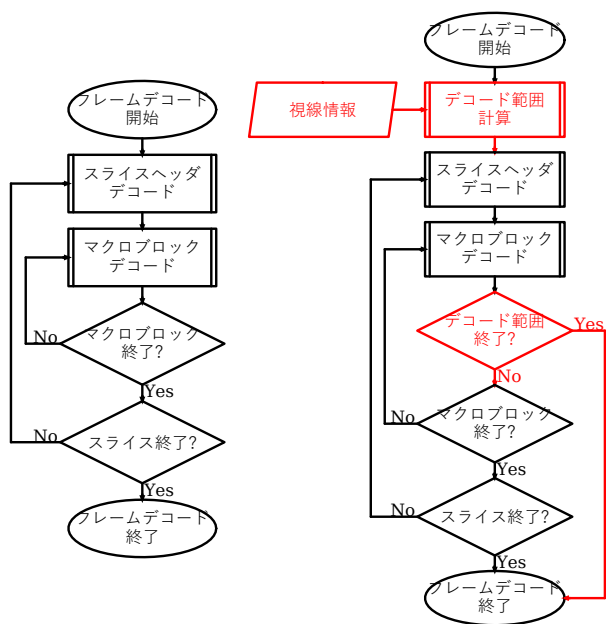 フレームデコード
開始
スライスヘッダ
デコード
マクロブロック
デコード
マクロブロック
終了?
No
Yes
スライス終了?
No
Yes
フレームデコード
終了
フレームデコード
開始
視線情報
デコード範囲
計算
スライスヘッダ
デコード
マクロブロック
デコード
デコード範囲
終了?
Yes
No
マクロブロック
終了?
No
Yes
スライス終了?
No
Yes
フレームデコード
終了